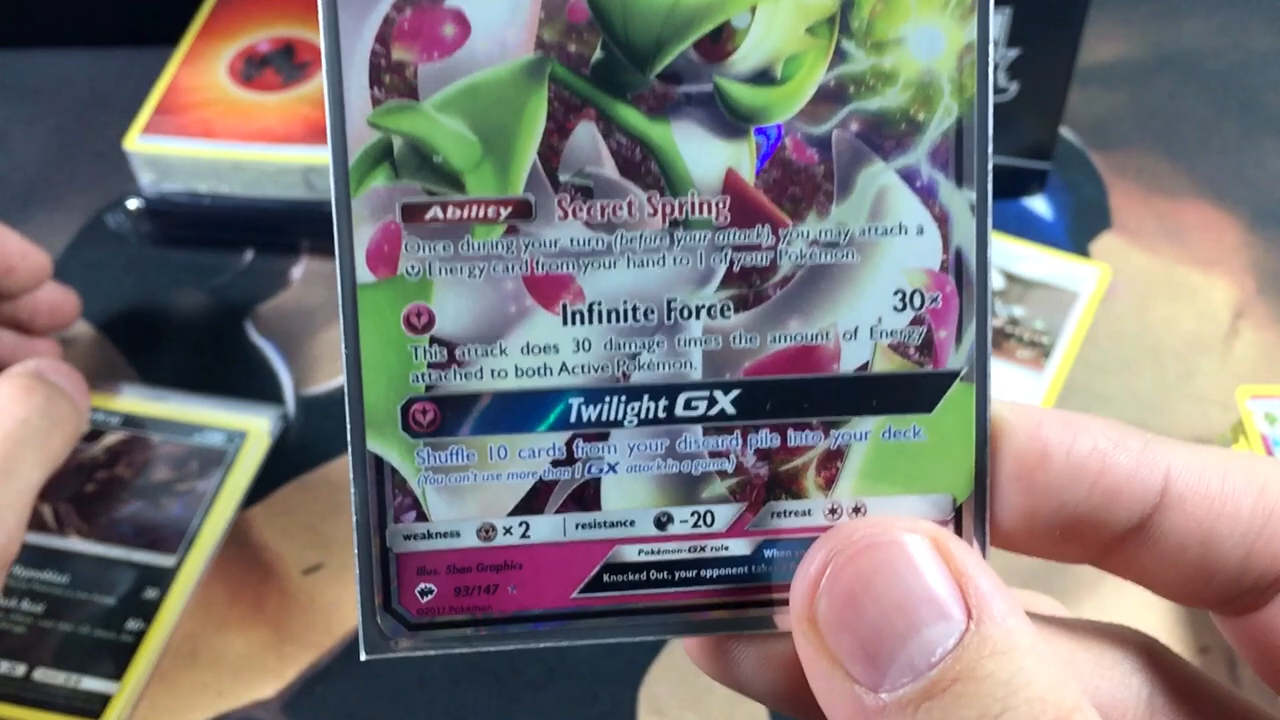 Ability Secret Spring
Once during your turn (before your attack), you may attach a
Energy card from your hand to 1 of your Pokémon.
Infinite Force 30×
This attack does 30 damage times the amount of Energy
attached to both Active Pokémon.
Twilight GX
Shuffle 10 cards from your discard pile into your deck.
(You can't use more than 1 GX attack in a game.)
weakness ×2 resistance -20 retreat
Pokémon-GX rule When
Knocked Out, your opponent
Illus. 5ban Graphics
93/147
©2017 Pokémon